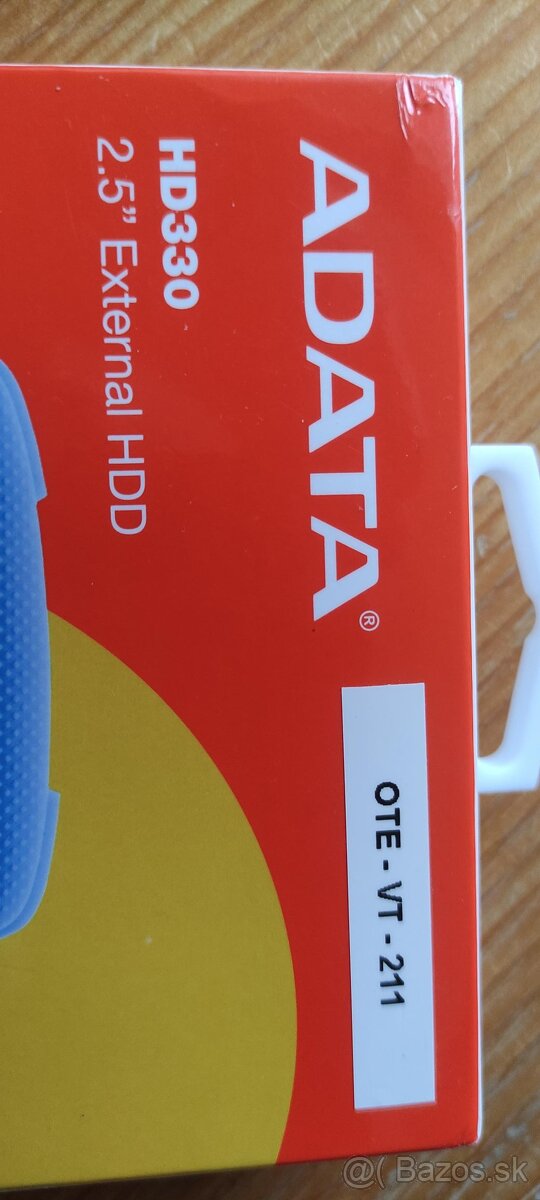 ADATA®
HD330
2.5” External HDD
OTE - VT - 211
@( Bazos.sk